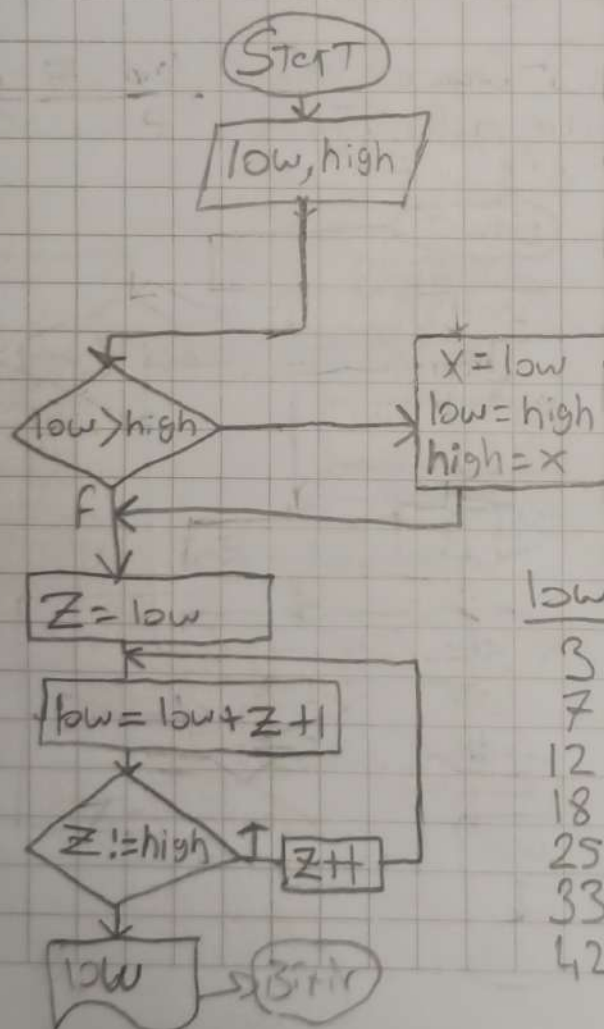 Start
low, high
low > high
x = low
low = high
high = x
F
Z = low
low = low + Z + 1
Z != high
T
Z++
low
Bitir
low
3
7
12
18
25
33
42